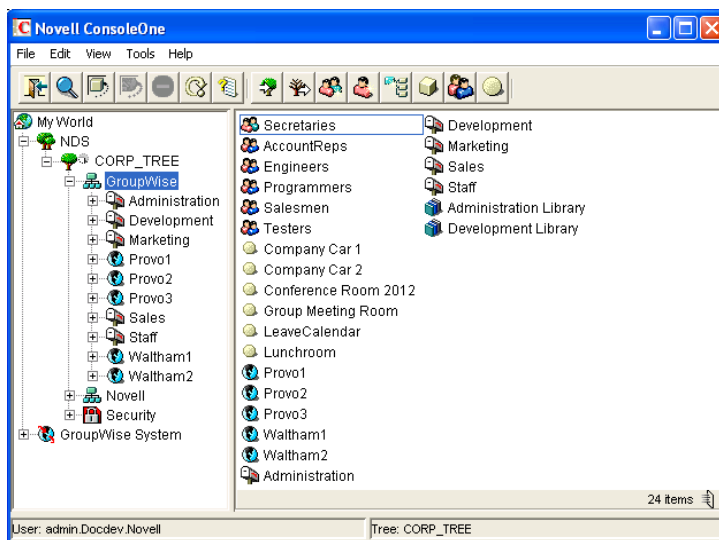 Novell ConsoleOne
File Edit View Tools Help
My World
NDS
CORP_TREE
GroupWise
Administration
Development
Marketing
Provo1
Provo2
Provo3
Sales
Staff
Waltham1
Waltham2
Novell
Security
GroupWise System
Secretaries
AccountReps
Engineers
Programmers
Salesmen
Testers
Company Car 1
Company Car 2
Conference Room 2012
Group Meeting Room
LeaveCalendar
Lunchroom
Provo1
Provo2
Provo3
Waltham1
Waltham2
Administration
Development
Marketing
Sales
Staff
Administration Library
Development Library
24 items
User: admin.Docdev.Novell
Tree: CORP_TREE